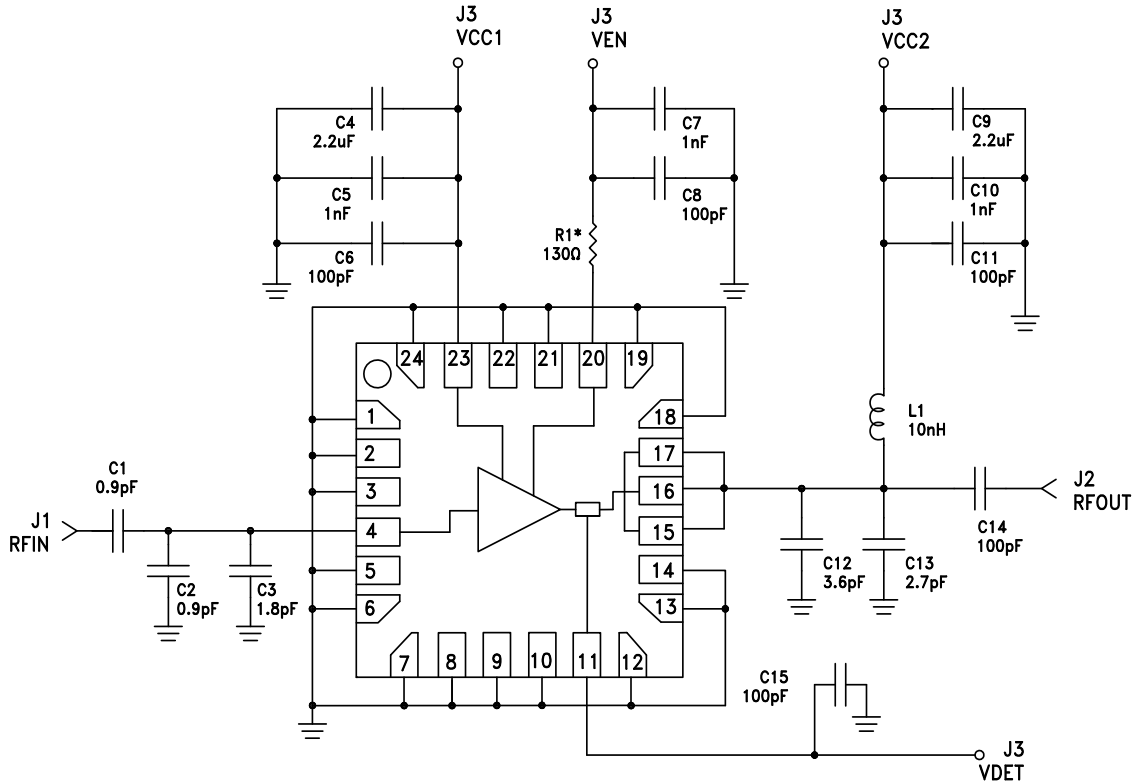 J3
VCC1
J3
VEN
J3
VCC2
C4
2.2uF
C5
1nF
C6
100pF
C7
1nF
C8
100pF
R1*
130Ω
C9
2.2uF
C10
1nF
C11
100pF
24
23
22
21
20
19
1
2
3
4
5
6
18
17
16
15
14
13
7
8
9
10
11
12
L1
10nH
C1
0.9pF
J1
RFIN
C2
0.9pF
C3
1.8pF
J2
RFOUT
C14
100pF
C12
3.6pF
C13
2.7pF
C15
100pF
J3
VDET